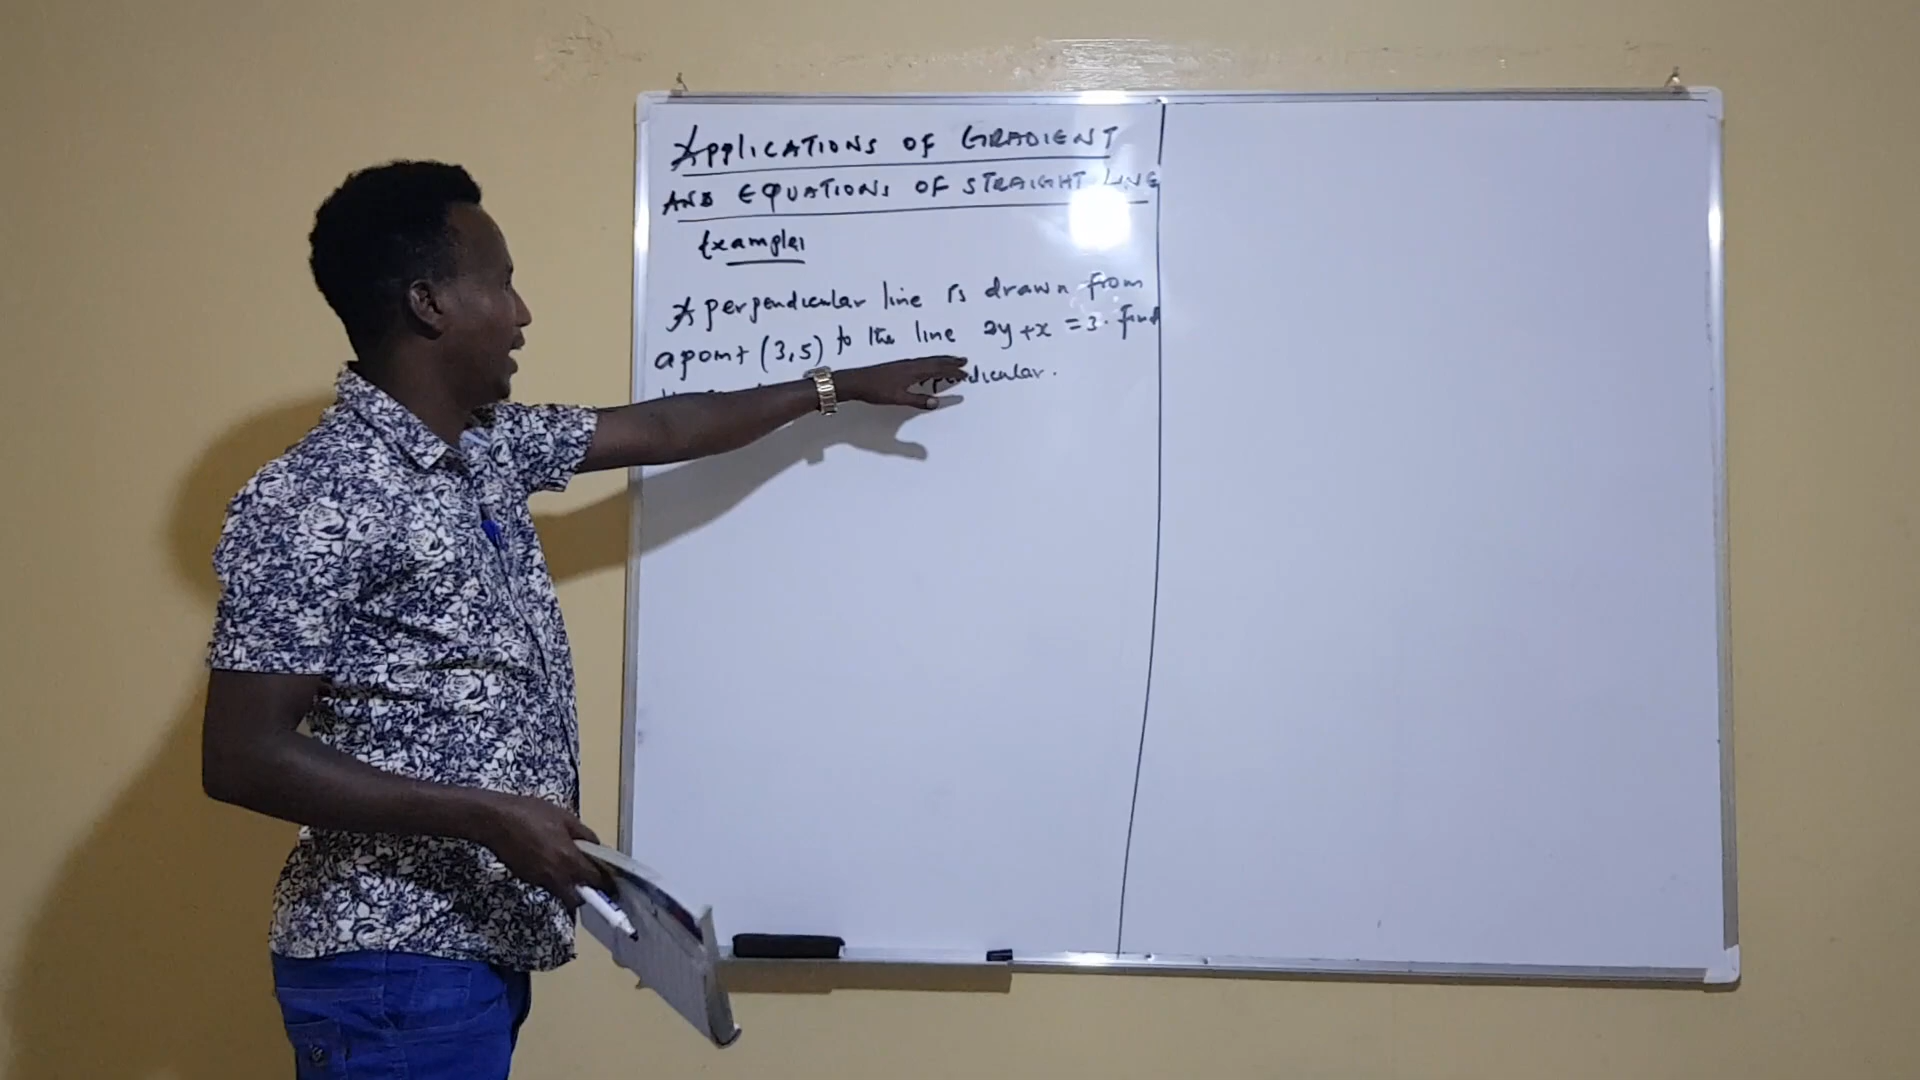 APPLICATIONS OF GRADIENT
AND EQUATIONS OF STRAIGHT LINE
Examples
A perpendicular line is drawn from
a point (3,5) to the line 2y+x = 3. Find
perpendicular.